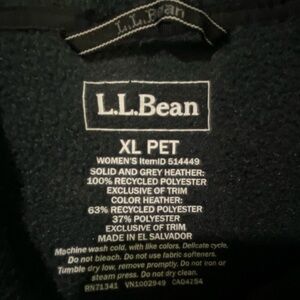 L.L.Bean
L.L.Bean
XL PET
WOMEN'S ItemID 514449
SOLID AND GREY HEATHER:
100% RECYCLED POLYESTER
EXCLUSIVE OF TRIM
COLOR HEATHER:
63% RECYCLED POLYESTER
37% POLYESTER
EXCLUSIVE OF TRIM
MADE IN EL SALVADOR
Machine wash cold, with like colors. Delicate cycle.
Do not bleach. Do not use fabric softeners.
Tumble dry low, remove promptly. Do not iron or
steam press. Do not dry clean.
RN71341 VN1002949 CA04254